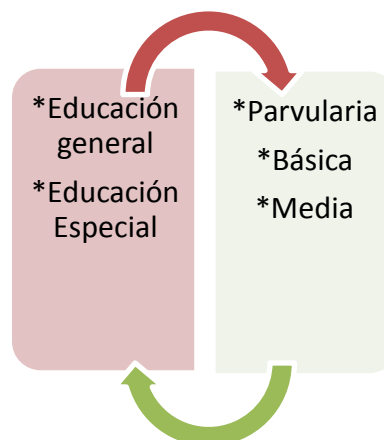 *Educación
general
*Educación
Especial
*Parvularia
*Básica
*Media